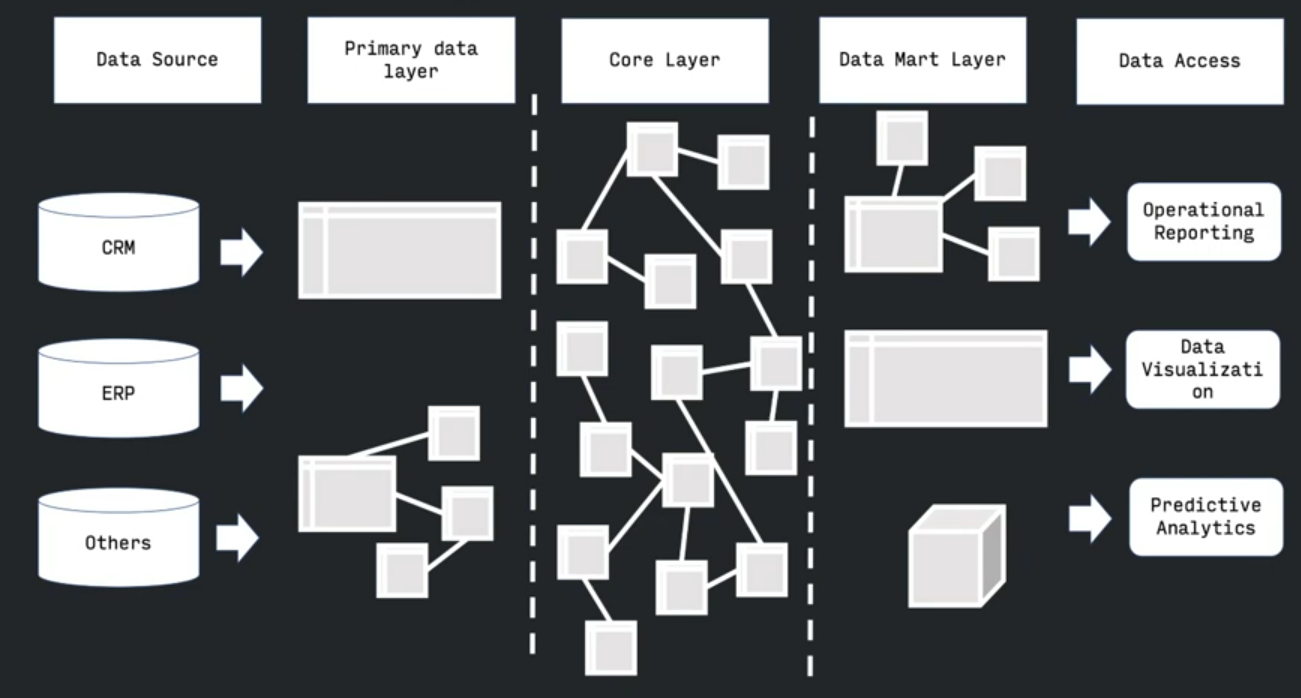 Data Source
Primary data
layer
Core Layer
Data Mart Layer
Data Access
CRM
ERP
Others
Operational
Reporting
Data
Visualizati
on
Predictive
Analytics